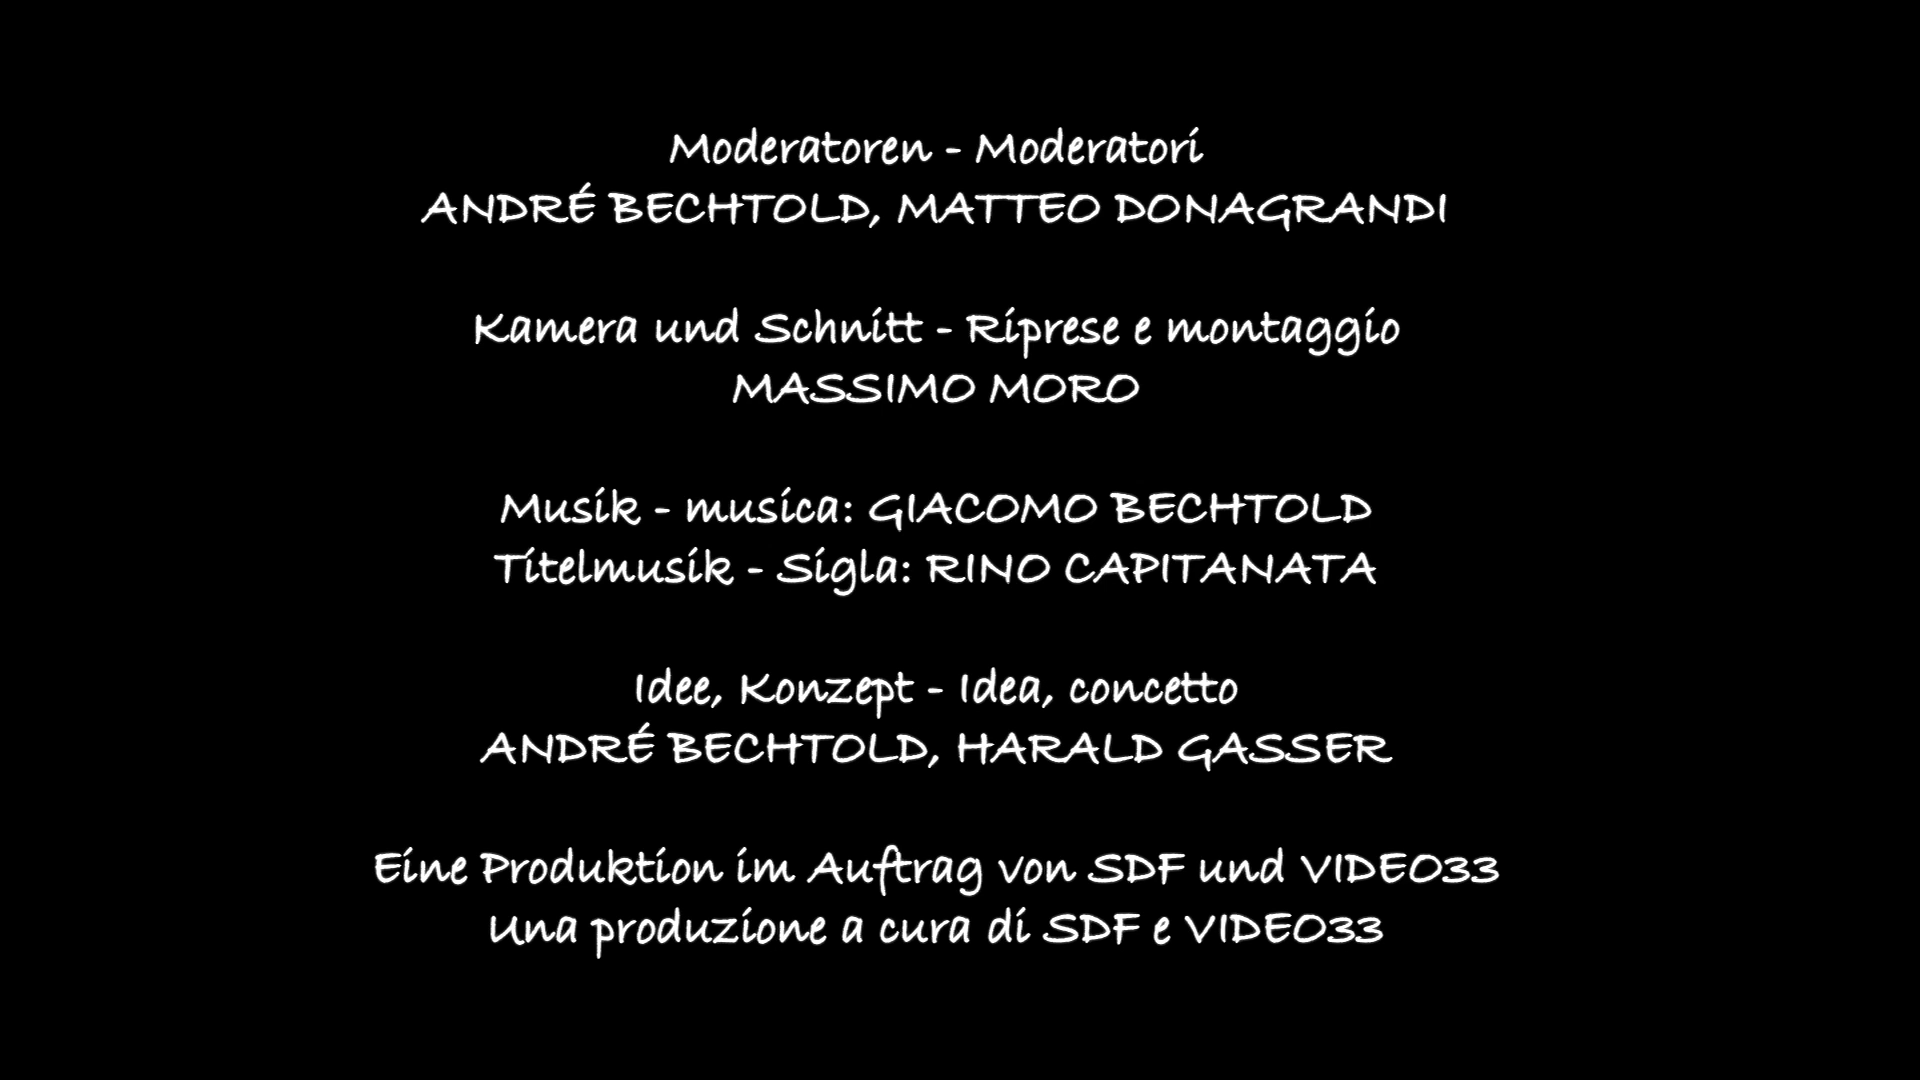 Moderatoren - Moderatori
ANDRÉ BECHTOLD, MATTEO DONAGRANDI
Kamera und Schnitt - Riprese e montaggio
MASSIMO MORO
Musik - musica: GIACOMO BECHTOLD
Titelmusik - Sigla: RINO CAPITANATA
Idee, Konzept - Idea, concetto
ANDRÉ BECHTOLD, HARALD GASSER
Eine Produktion im Auftrag von SDF und VIDEO33
Una produzione a cura di SDF e VIDEO33